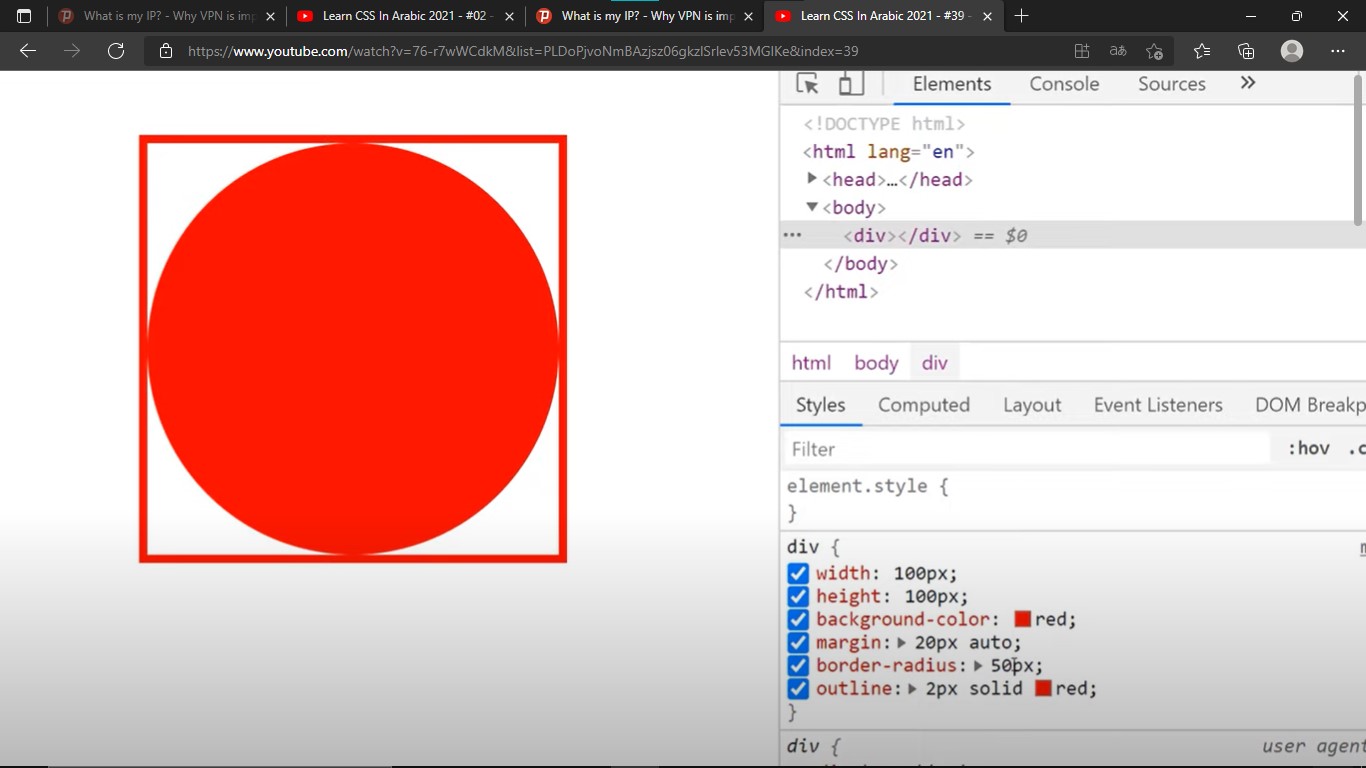 What is my IP? - Why VPN is imp
Learn CSS In Arabic 2021 - #02 -
What is my IP? - Why VPN is imp
Learn CSS In Arabic 2021 - #39 -
https://www.youtube.com/watch?v=76-r7wWCdkM&list=PLDoPjvoNmBAzjsz06gkzlSrlev53MGIKe&index=39
Elements Console Sources »
<!DOCTYPE html>
<html lang="en">
<head>…</head>
<body>
<div></div> == $0
</body>
</html>
html body div
Styles Computed Layout Event Listeners DOM Breakp
Filter :hov .c
element.style {
}
div {
width: 100px;
height: 100px;
background-color: red;
margin: 20px auto;
border-radius: 50px;
outline: 2px solid red;
}
div { user agent